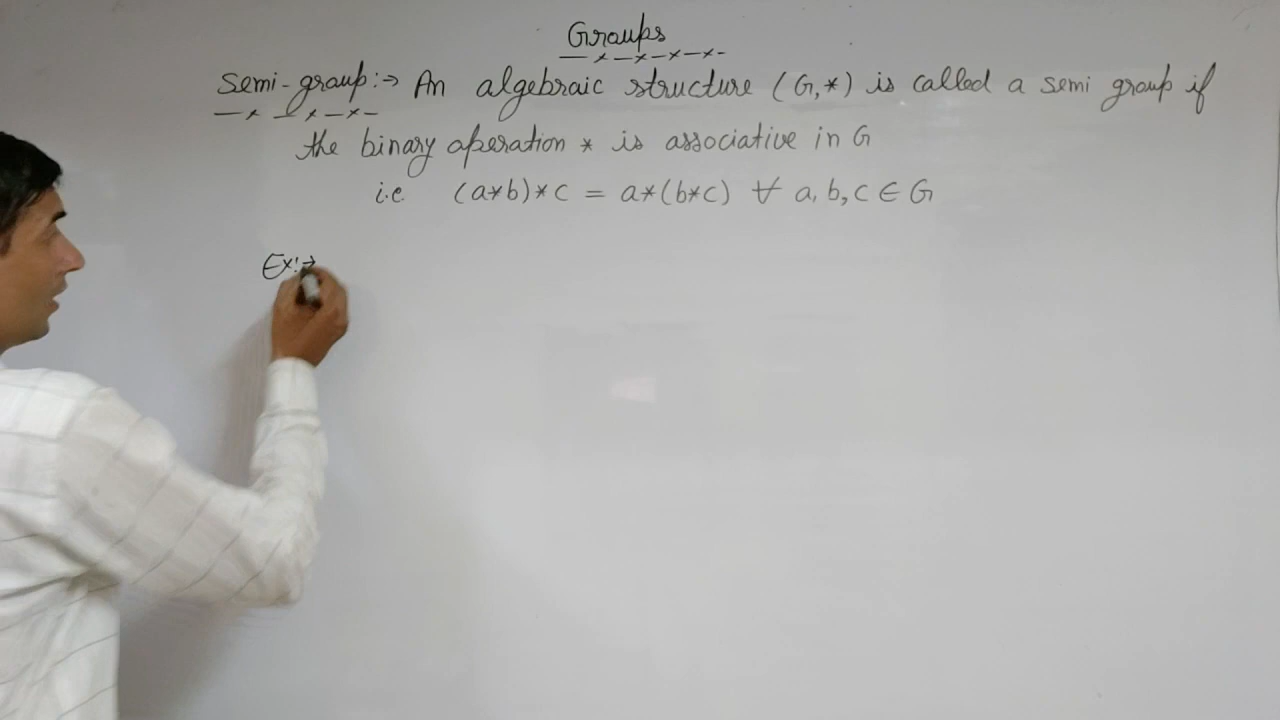 Groups
Semi-group:→ An algebraic structure (G,*) is called a semi group if
the binary operation * is associative in G
i.e. (a*b)*c = a*(b*c) ∀ a, b, c ∈ G
Ex:→